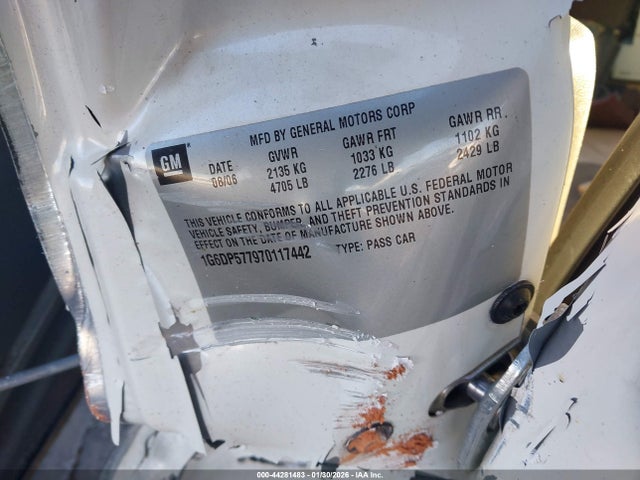 GM
MFD BY GENERAL MOTORS CORP
DATE GVWR GAWR FRT GAWR RR.
08/06 2135 KG 1033 KG 1102 KG
4705 LB 2276 LB 2429 LB
THIS VEHICLE CONFORMS TO ALL APPLICABLE U.S. FEDERAL MOTOR
VEHICLE SAFETY, BUMPER, AND THEFT PREVENTION STANDARDS IN
EFFECT ON THE DATE OF MANUFACTURE SHOWN ABOVE.
1G6DP577970117442 TYPE: PASS CAR
000-44281483 - 01/30/2026 - IAA Inc.